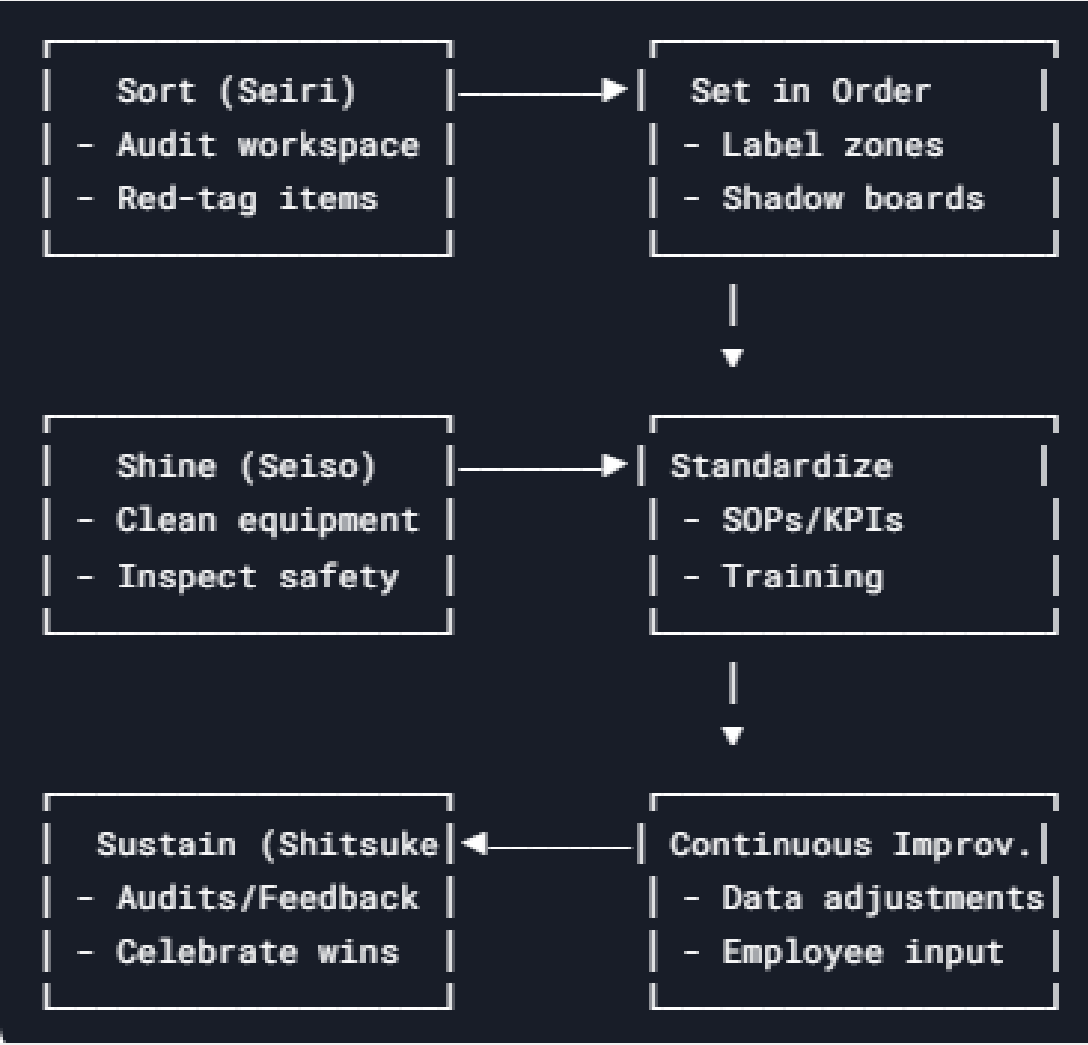 Sort (Seiri)
- Audit workspace
- Red-tag items
Set in Order
- Label zones
- Shadow boards
Shine (Seiso)
- Clean equipment
- Inspect safety
Standardize
- SOPs/KPIs
- Training
Sustain (Shitsuke
- Audits/Feedback
- Celebrate wins
Continuous Improv.
- Data adjustments
- Employee input